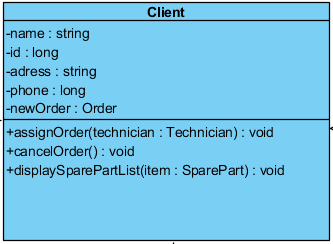 Client
-name : string
-id : long
-adress : string
-phone : long
-newOrder : Order
+assignOrder(technician : Technician) : void
+cancelOrder() : void
+displaySparePartList(item : SparePart) : void